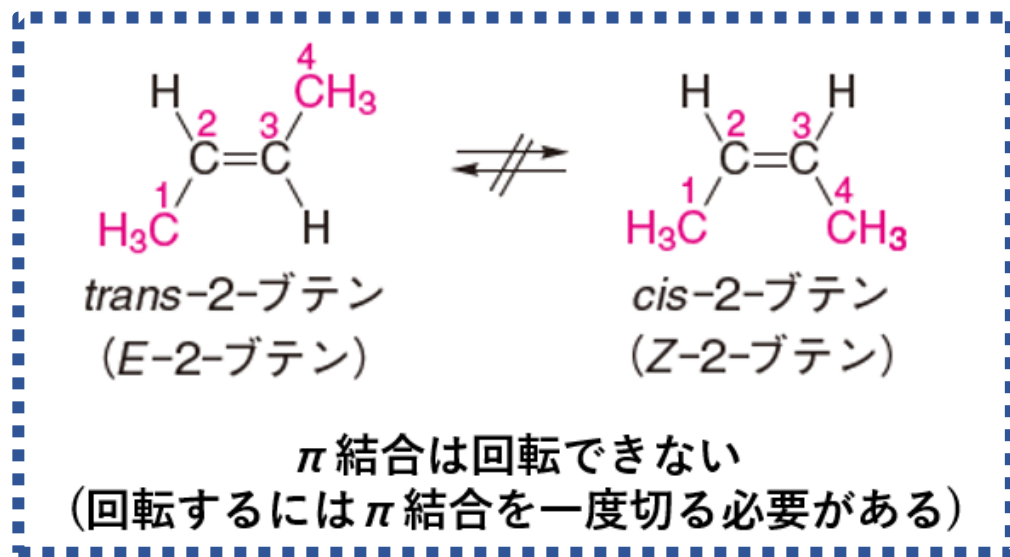 4
H CH3
2 3
C=C
1
H3C H
trans-2-ブテン
(E-2-ブテン)
H H
2 3
C=C
1 4
H3C CH3
cis-2-ブテン
(Z-2-ブテン)
π結合は回転できない
(回転するにはπ結合を一度切る必要がある)